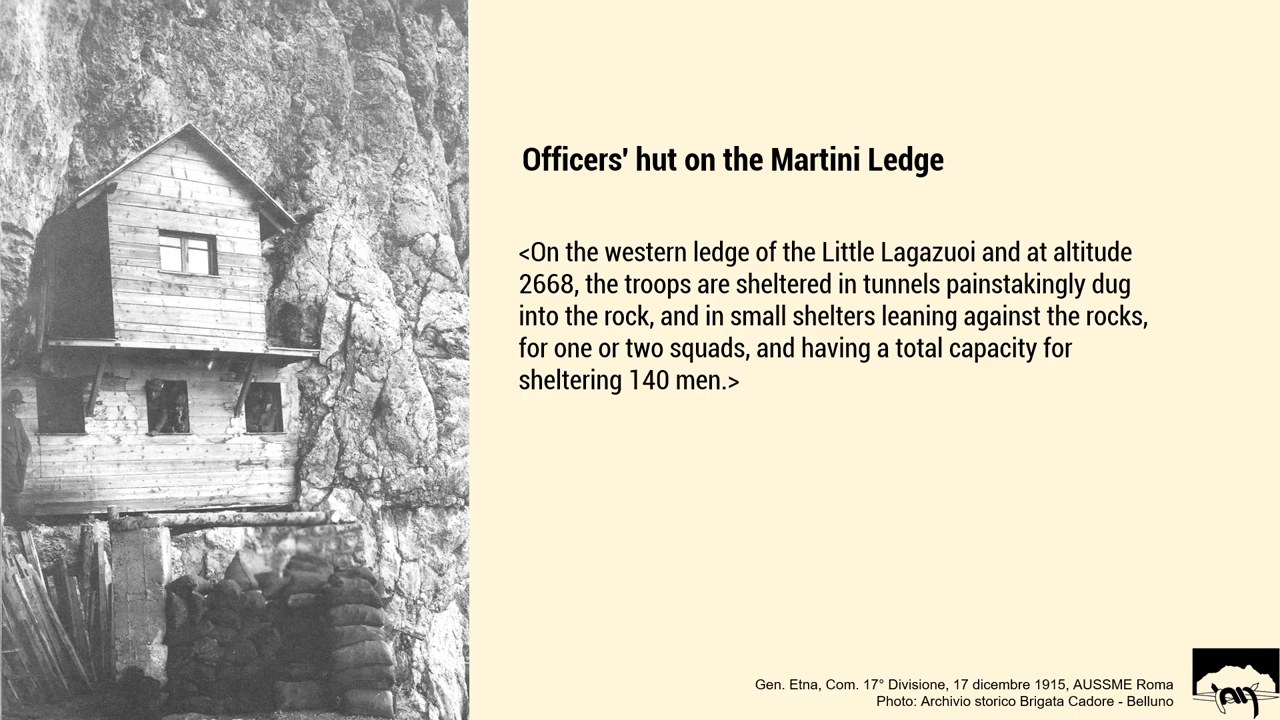 Officers' hut on the Martini Ledge
<On the western ledge of the Little Lagazuoi and at altitude
2668, the troops are sheltered in tunnels painstakingly dug
into the rock, and in small shelters leaning against the rocks,
for one or two squads, and having a total capacity for
sheltering 140 men.>
Gen. Etna, Com. 17° Divisione, 17 dicembre 1915, AUSSME Roma
Photo: Archivio storico Brigata Cadore - Belluno